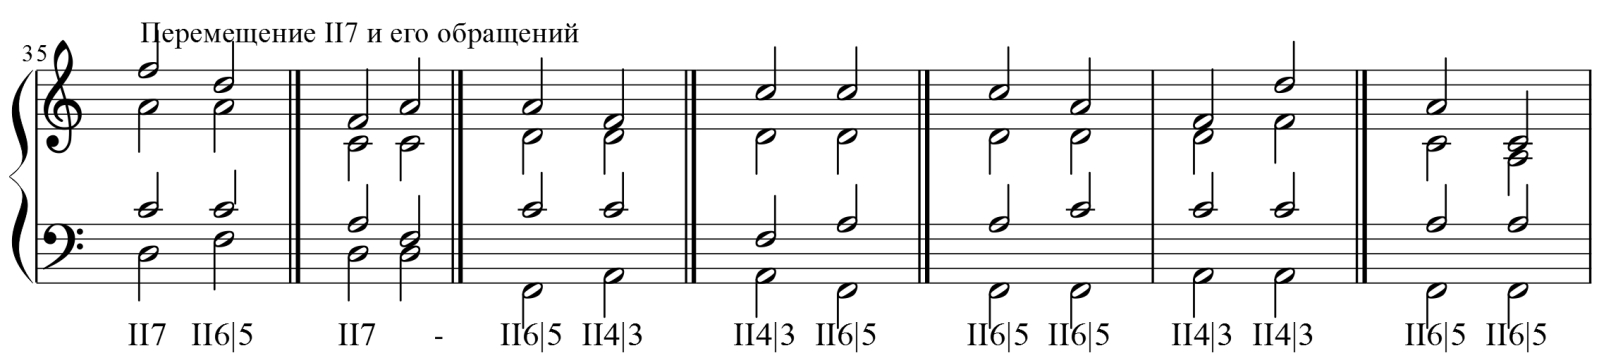 Перемещение II7 и его обращений
35
II7 II6|5 II7 - II6|5 II4|3 II4|3 II6|5 II6|5 II6|5 II4|3 II4|3 II6|5 II6|5